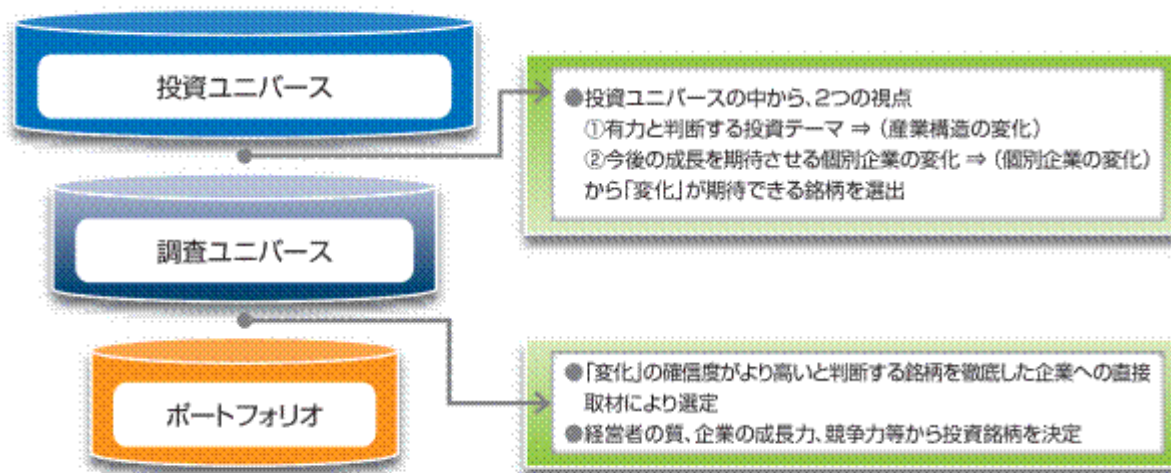 投資ユニバース
●投資ユニバースの中から、2つの視点
①有力と判断する投資テーマ ⇒ (産業構造の変化)
②今後の成長を期待させる個別企業の変化 ⇒ (個別企業の変化)
から「変化」が期待できる銘柄を選出
調査ユニバース
●「変化」の確信度がより高いと判断する銘柄を徹底した企業への直接
取材により選定
●経営者の質、企業の成長力、競争力等から投資銘柄を決定
ポートフォリオ